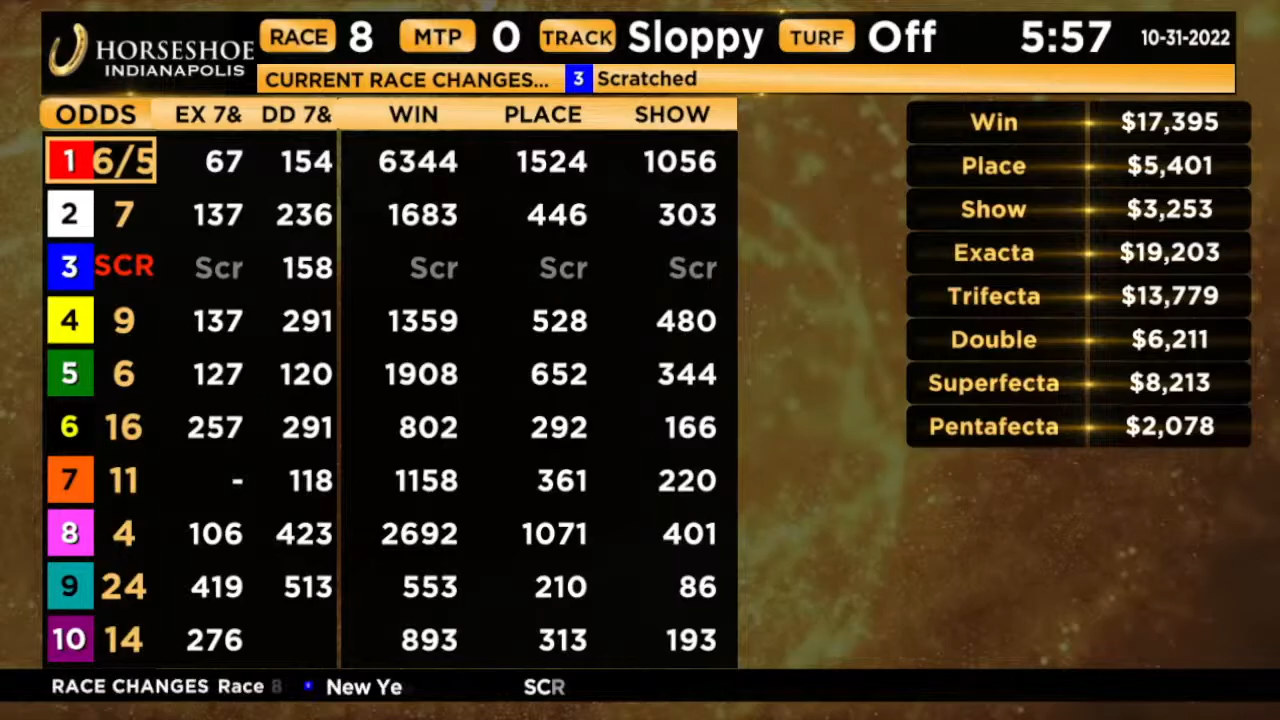 HORSESHOE INDIANAPOLIS RACE 8 MTP 0 TRACK Sloppy TURF Off 5:57 10-31-2022
CURRENT RACE CHANGES... 3 Scratched
ODDS EX 7& DD 7& WIN PLACE SHOW
1 6/5 67 154 6344 1524 1056
2 7 137 236 1683 446 303
3 SCR Scr 158 Scr Scr Scr
4 9 137 291 1359 528 480
5 6 127 120 1908 652 344
6 16 257 291 802 292 166
7 11 - 118 1158 361 220
8 4 106 423 2692 1071 401
9 24 419 513 553 210 86
10 14 276 893 313 193
Win $17,395
Place $5,401
Show $3,253
Exacta $19,203
Trifecta $13,779
Double $6,211
Superfecta $8,213
Pentafecta $2,078
RACE CHANGES Race 8 New Ye SCR